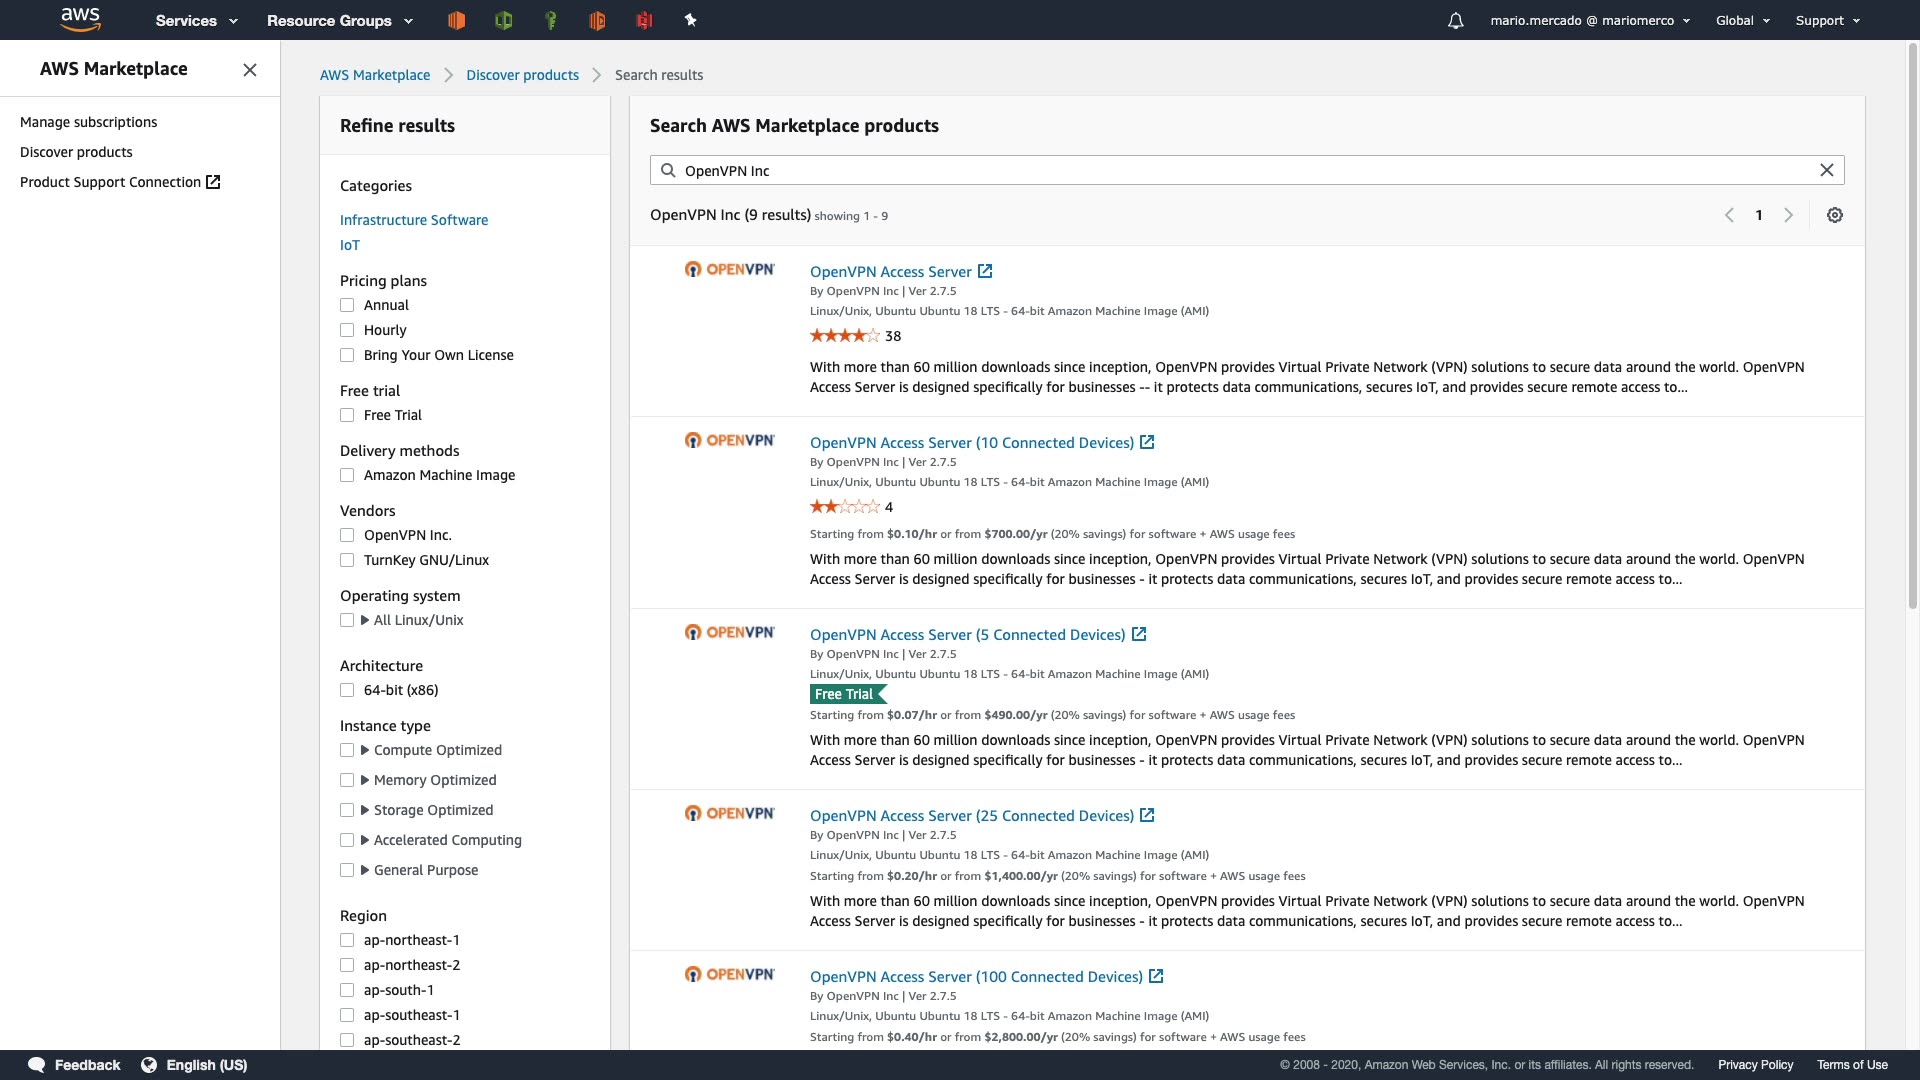 aws
Services
Resource Groups
mario.mercado @ mariomerco
Global
Support
AWS Marketplace
Manage subscriptions
Discover products
Product Support Connection
AWS Marketplace
Discover products
Search results
Refine results
Categories
Infrastructure Software
IoT
Pricing plans
Annual
Hourly
Bring Your Own License
Free trial
Free Trial
Delivery methods
Amazon Machine Image
Vendors
OpenVPN Inc.
TurnKey GNU/Linux
Operating system
All Linux/Unix
Architecture
64-bit (x86)
Instance type
Compute Optimized
Memory Optimized
Storage Optimized
Accelerated Computing
General Purpose
Region
ap-northeast-1
ap-northeast-2
ap-south-1
ap-southeast-1
ap-southeast-2
Search AWS Marketplace products
OpenVPN Inc
OpenVPN Inc (9 results) showing 1 - 9
1
OPENVPN
OpenVPN Access Server
By OpenVPN Inc | Ver 2.7.5
Linux/Unix, Ubuntu Ubuntu 18 LTS - 64-bit Amazon Machine Image (AMI)
38
With more than 60 million downloads since inception, OpenVPN provides Virtual Private Network (VPN) solutions to secure data around the world. OpenVPN
Access Server is designed specifically for businesses -- it protects data communications, secures IoT, and provides secure remote access to...
OPENVPN
OpenVPN Access Server (10 Connected Devices)
By OpenVPN Inc | Ver 2.7.5
Linux/Unix, Ubuntu Ubuntu 18 LTS - 64-bit Amazon Machine Image (AMI)
4
Starting from $0.10/hr or from $700.00/yr (20% savings) for software + AWS usage fees
With more than 60 million downloads since inception, OpenVPN provides Virtual Private Network (VPN) solutions to secure data around the world. OpenVPN
Access Server is designed specifically for businesses - it protects data communications, secures IoT, and provides secure remote access to...
OPENVPN
OpenVPN Access Server (5 Connected Devices)
By OpenVPN Inc | Ver 2.7.5
Linux/Unix, Ubuntu Ubuntu 18 LTS - 64-bit Amazon Machine Image (AMI)
Free Trial
Starting from $0.07/hr or from $490.00/yr (20% savings) for software + AWS usage fees
With more than 60 million downloads since inception, OpenVPN provides Virtual Private Network (VPN) solutions to secure data around the world. OpenVPN
Access Server is designed specifically for businesses - it protects data communications, secures IoT, and provides secure remote access to...
OPENVPN
OpenVPN Access Server (25 Connected Devices)
By OpenVPN Inc | Ver 2.7.5
Linux/Unix, Ubuntu Ubuntu 18 LTS - 64-bit Amazon Machine Image (AMI)
Starting from $0.20/hr or from $1,400.00/yr (20% savings) for software + AWS usage fees
With more than 60 million downloads since inception, OpenVPN provides Virtual Private Network (VPN) solutions to secure data around the world. OpenVPN
Access Server is designed specifically for businesses - it protects data communications, secures IoT, and provides secure remote access to...
OPENVPN
OpenVPN Access Server (100 Connected Devices)
By OpenVPN Inc | Ver 2.7.5
Linux/Unix, Ubuntu Ubuntu 18 LTS - 64-bit Amazon Machine Image (AMI)
Starting from $0.40/hr or from $2,800.00/yr (20% savings) for software + AWS usage fees
Feedback
English (US)
© 2008 - 2020, Amazon Web Services, Inc. or its affiliates. All rights reserved.
Privacy Policy
Terms of Use